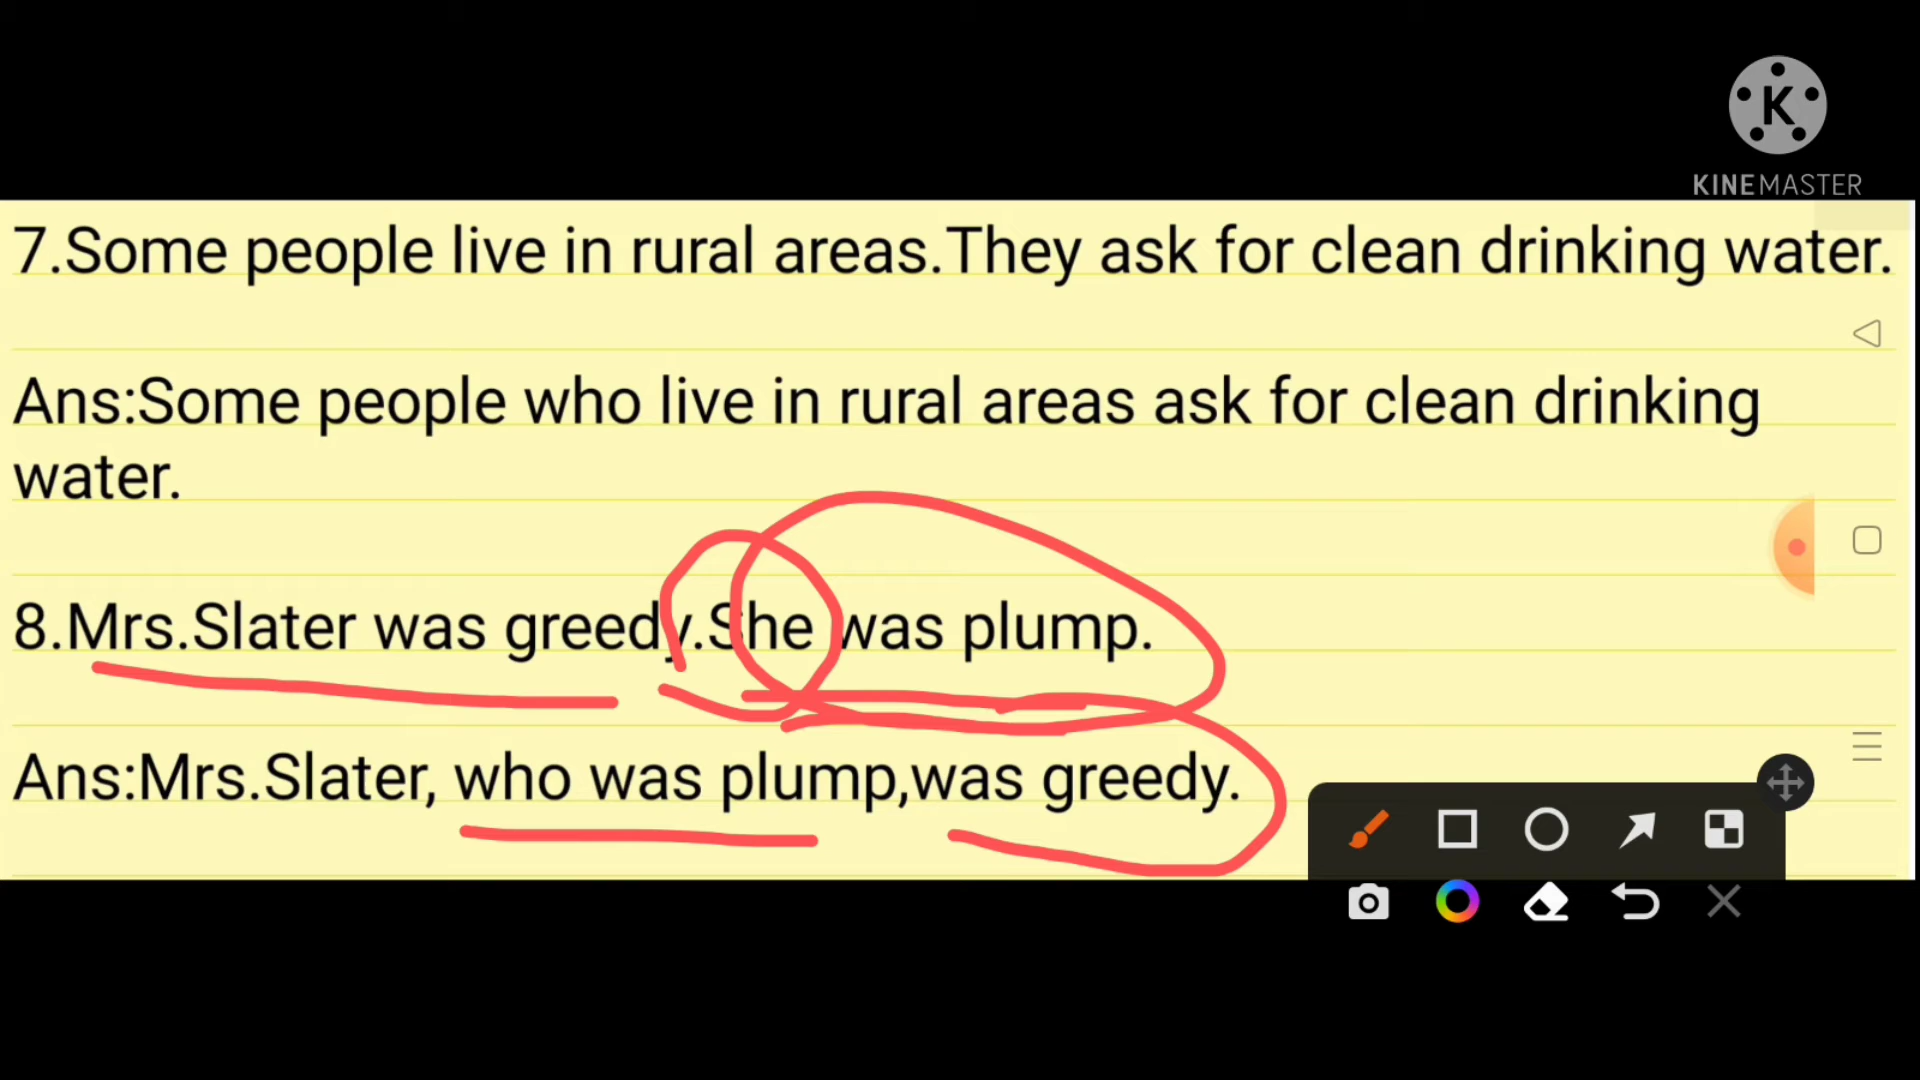 K
KINEMASTER
7.Some people live in rural areas.They ask for clean drinking water.
Ans:Some people who live in rural areas ask for clean drinking
water.
8.Mrs.Slater was greedy.She was plump.
Ans:Mrs.Slater, who was plump,was greedy.